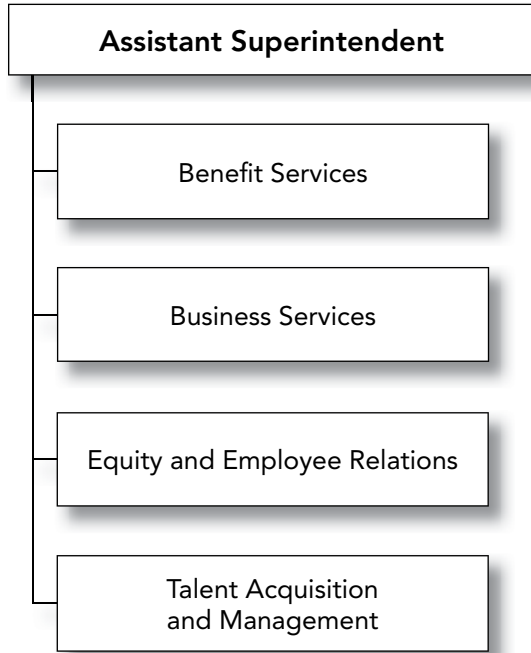 Assistant Superintendent
Benefit Services
Business Services
Equity and Employee Relations
Talent Acquisition
and Management